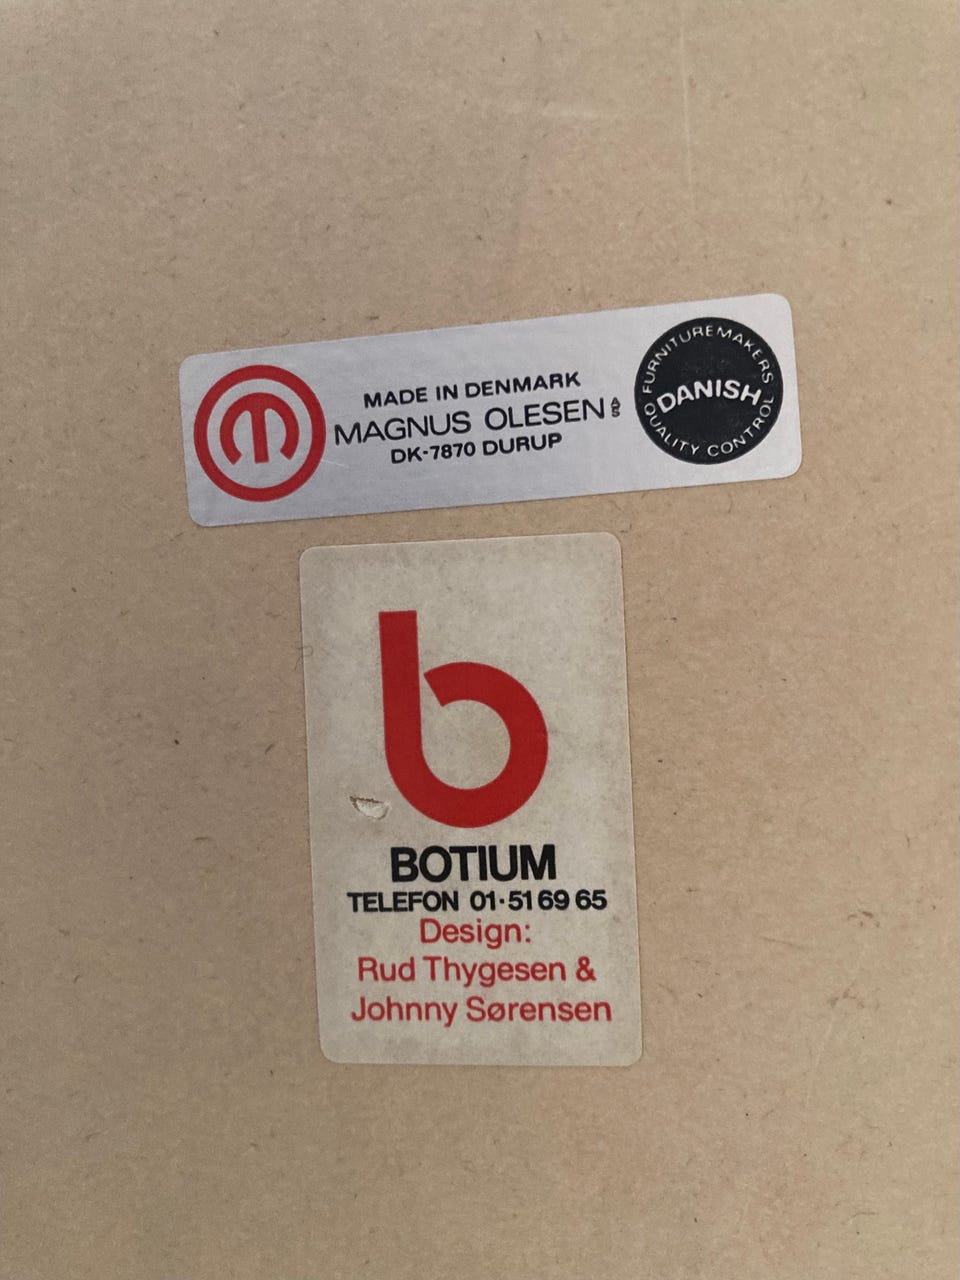 MADE IN DENMARK
MAGNUS OLESEN A/S
DK-7870 DURUP
FURNITUREMAKERS
DANISH
QUALITY CONTROL
b
BOTIUM
TELEFON 01·51 69 65
Design:
Rud Thygesen &
Johnny Sørensen